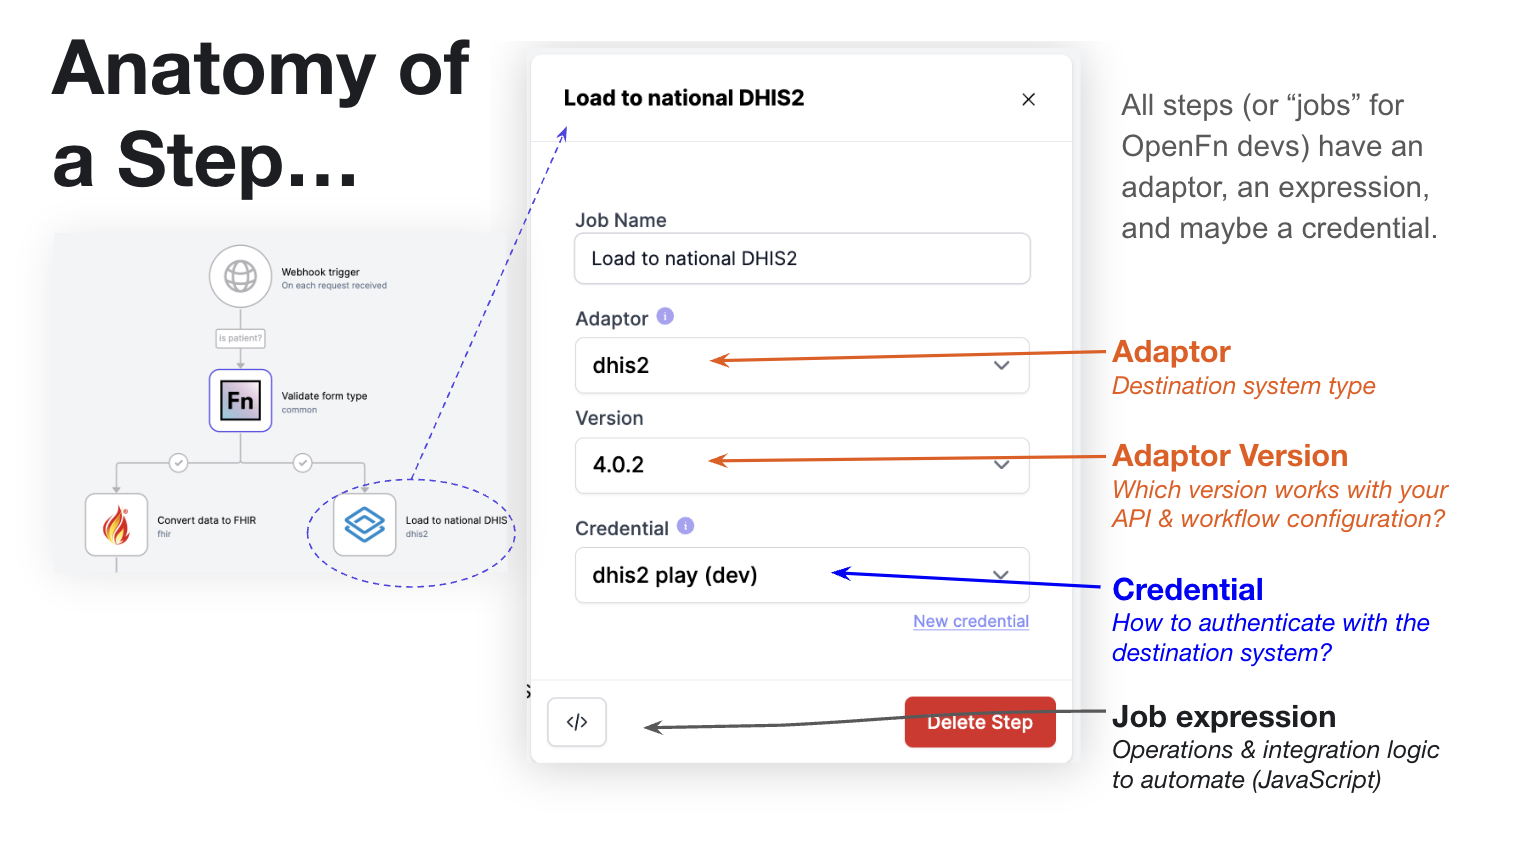 Anatomy of
a Step...
Webhook trigger
On each request received
is patient?
Fn
Validate form type
common
Convert data to FHIR
fhir
Load to national DHIS
dhis2
Load to national DHIS2
Job Name
Load to national DHIS2
Adaptor
dhis2
Version
4.0.2
Credential
dhis2 play (dev)
New credential
s
</>
Delete Step
All steps (or “jobs” for
OpenFn devs) have an
adaptor, an expression,
and maybe a credential.
Adaptor
Destination system type
Adaptor Version
Which version works with your
API & workflow configuration?
Credential
How to authenticate with the
destination system?
Job expression
Operations & integration logic
to automate (JavaScript)